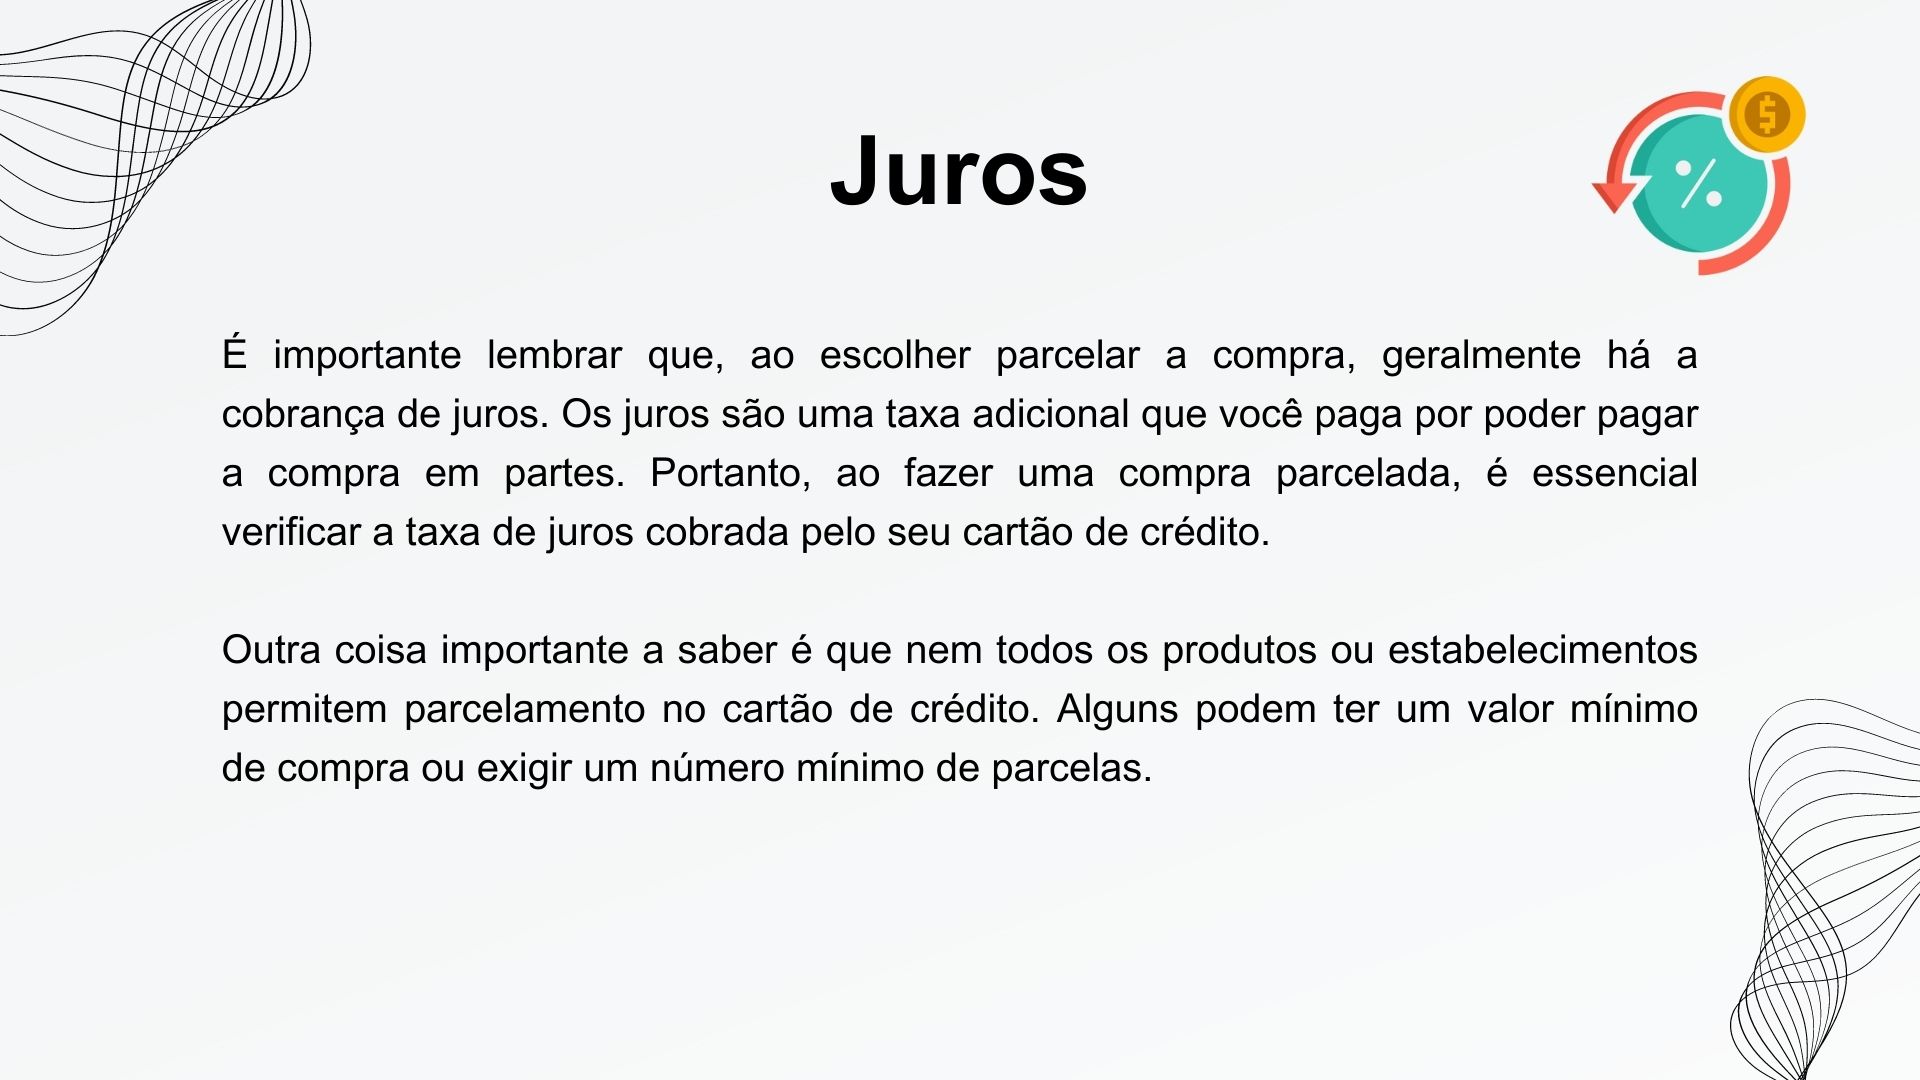 Juros
É importante lembrar que, ao escolher parcelar a compra, geralmente há a
cobrança de juros. Os juros são uma taxa adicional que você paga por poder pagar
a compra em partes. Portanto, ao fazer uma compra parcelada, é essencial
verificar a taxa de juros cobrada pelo seu cartão de crédito.
Outra coisa importante a saber é que nem todos os produtos ou estabelecimentos
permitem parcelamento no cartão de crédito. Alguns podem ter um valor mínimo
de compra ou exigir um número mínimo de parcelas.